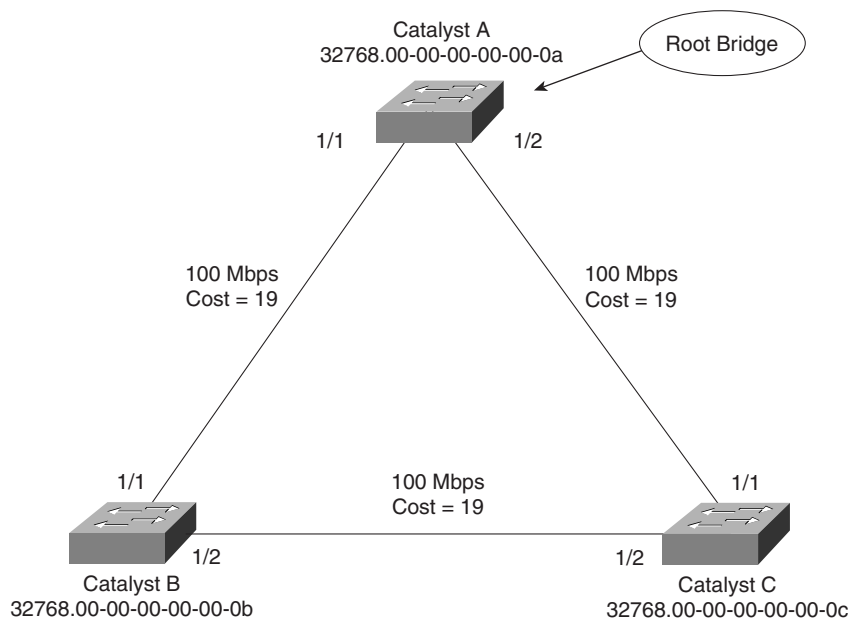 Catalyst A
32768.00-00-00-00-00-0a
Root Bridge
1/1
1/2
100 Mbps
Cost = 19
100 Mbps
Cost = 19
1/1
100 Mbps
Cost = 19
1/1
1/2
1/2
Catalyst B
32768.00-00-00-00-00-0b
Catalyst C
32768.00-00-00-00-00-0c